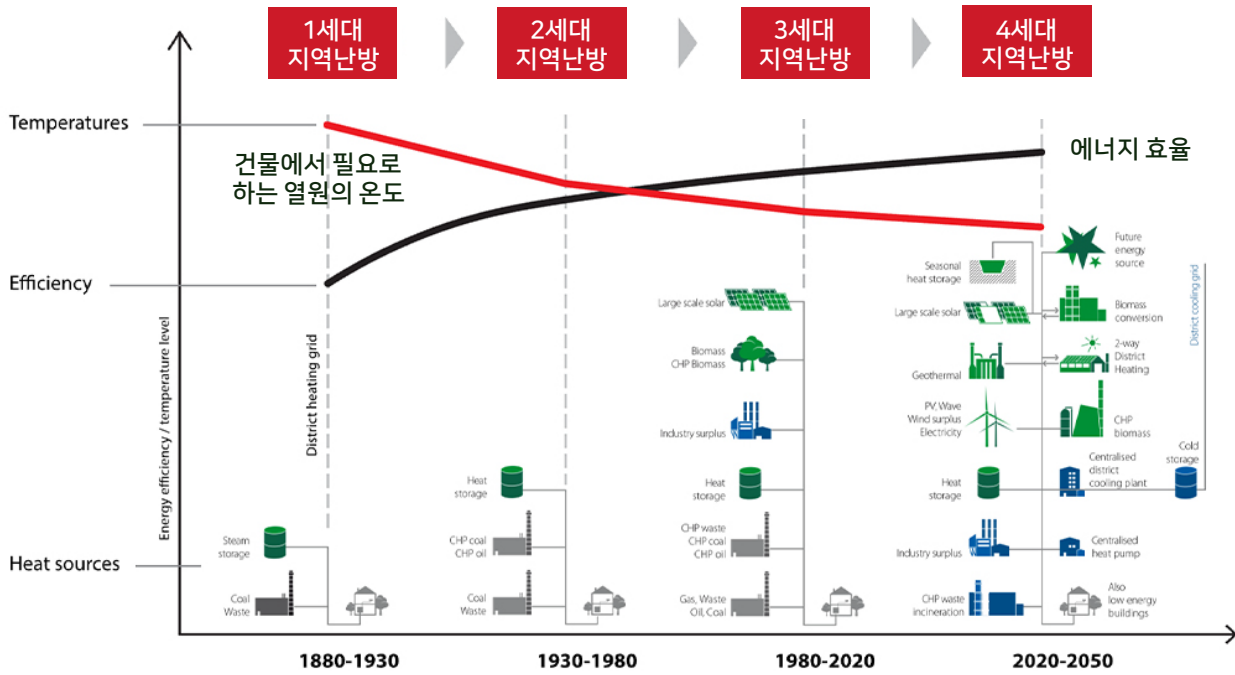 1세대
지역난방
2세대
지역난방
3세대
지역난방
4세대
지역난방
Temperatures
건물에서 필요로
하는 열원의 온도
에너지 효율
Efficiency
Heat sources
Energy efficiency / temperature level
District heating grid
Steam
storage
Coal
Waste
Heat
storage
CHP coal
CHP oil
Coal
Waste
Large scale solar
Biomass
CHP Biomass
Industry surplus
Heat
storage
CHP waste
CHP coal
CHP oil
Gas, Waste
Oil, Coal
Seasonal
heat storage
Large scale solar
Geothermal
PV, Wave
Wind surplus
Electricity
Heat
storage
Industry surplus
CHP waste
incineration
Future
energy
source
Biomass
conversion
2-way
District
Heating
CHP
biomass
Centralised
district
cooling plant
Cold
storage
Centralised
heat pump
Also
low energy
buildings
District cooling grid
1880-1930
1930-1980
1980-2020
2020-2050